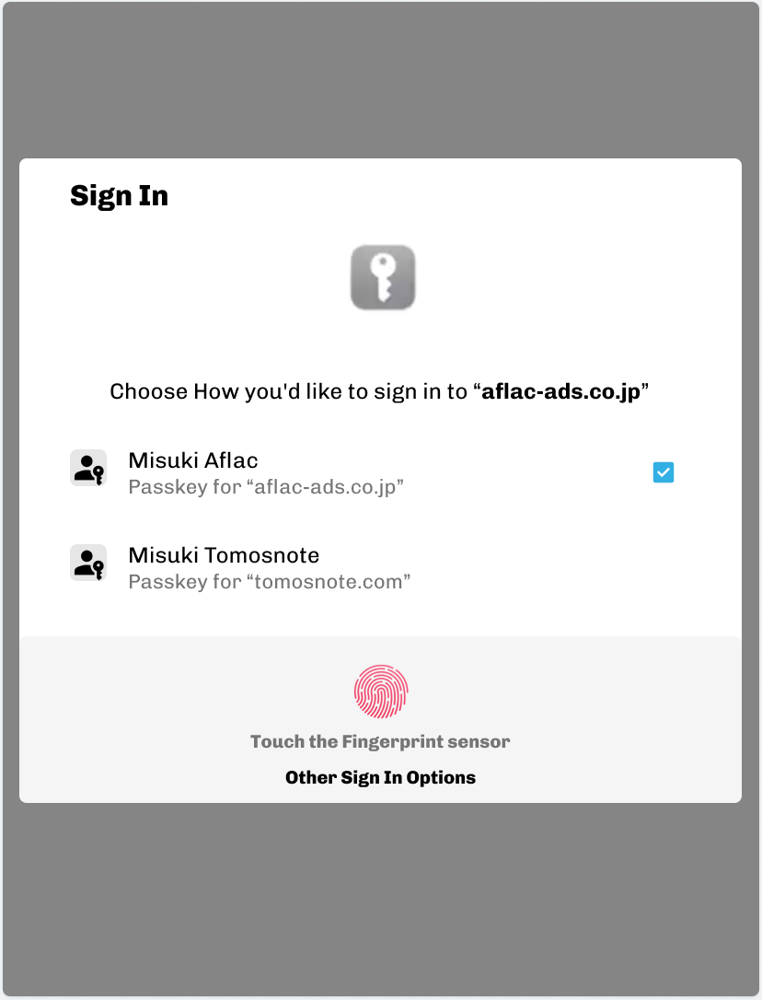 Sign In
Choose How you'd like to sign in to “aflac-ads.co.jp”
Misuki Aflac
Passkey for “aflac-ads.co.jp”
Misuki Tomosnote
Passkey for “tomosnote.com”
Touch the Fingerprint sensor
Other Sign In Options